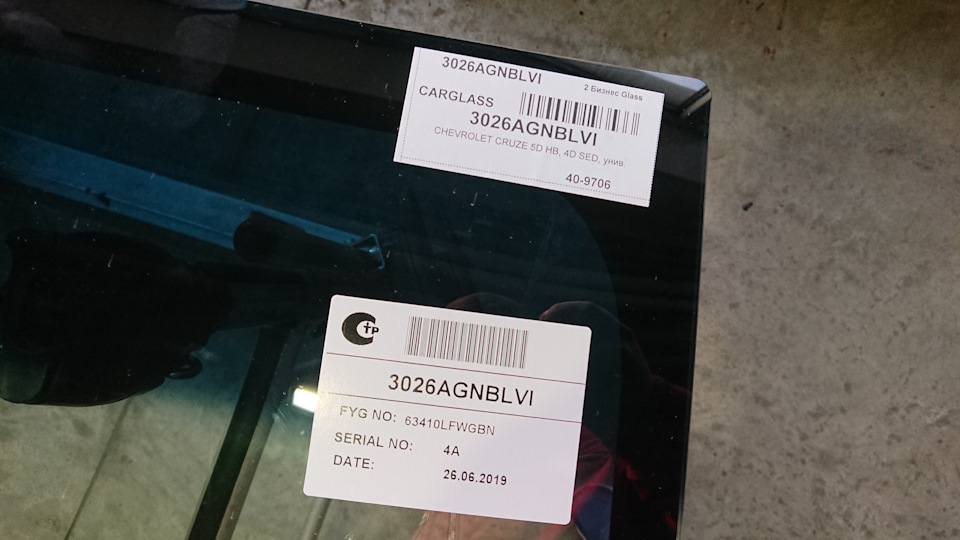 3026AGNBLVI
2 Бизнес Glass
CARGLASS
3026AGNBLVI
CHEVROLET CRUZE 5D HB, 4D SED, унив,
40-9706
СТР
3026AGNBLVI
FYG NO: 63410LFWGBN
SERIAL NO: 4A
DATE: 26.06.2019